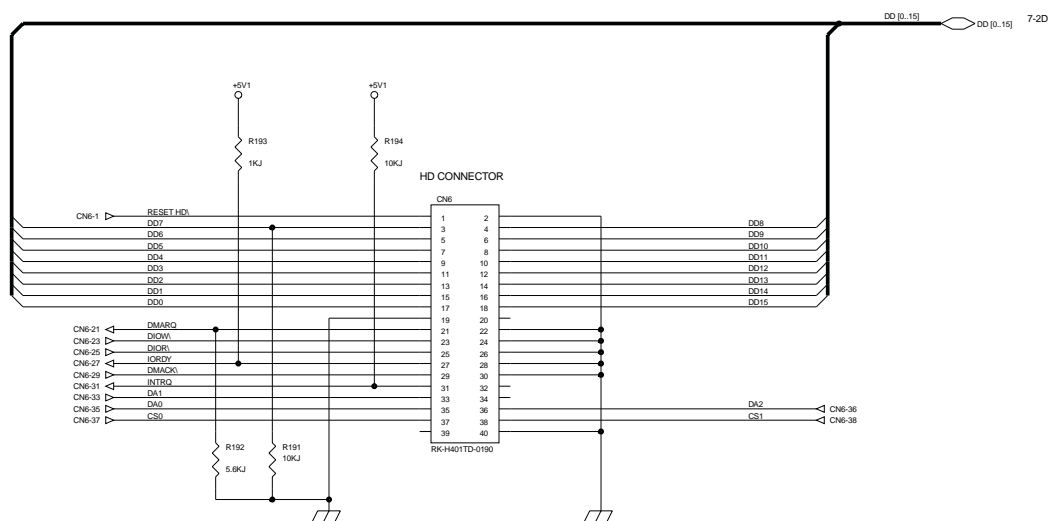 DD [0..15]
DD [0..15]
7-2D
+5V1
+5V1
R193
1KJ
R194
10KJ
HD CONNECTOR
CN6
CN6-1 RESET HD\ 1 2
DD7 3 4 DD8
DD6 5 6 DD9
DD5 7 8 DD10
DD4 9 10 DD11
DD3 11 12 DD12
DD2 13 14 DD13
DD1 15 16 DD14
DD0 17 18 DD15
19 20
CN6-21 DMARQ 21 22
CN6-23 DIOW\ 23 24
CN6-25 DIOR\ 25 26
CN6-27 IORDY 27 28
CN6-29 DMACK\ 29 30
CN6-31 INTRQ 31 32
CN6-33 DA1 33 34
CN6-35 DA0 35 36 DA2 CN6-36
CN6-37 CS0 37 38 CS1 CN6-38
39 40
RK-H401TD-0190
R192
5.6KJ
R191
10KJ